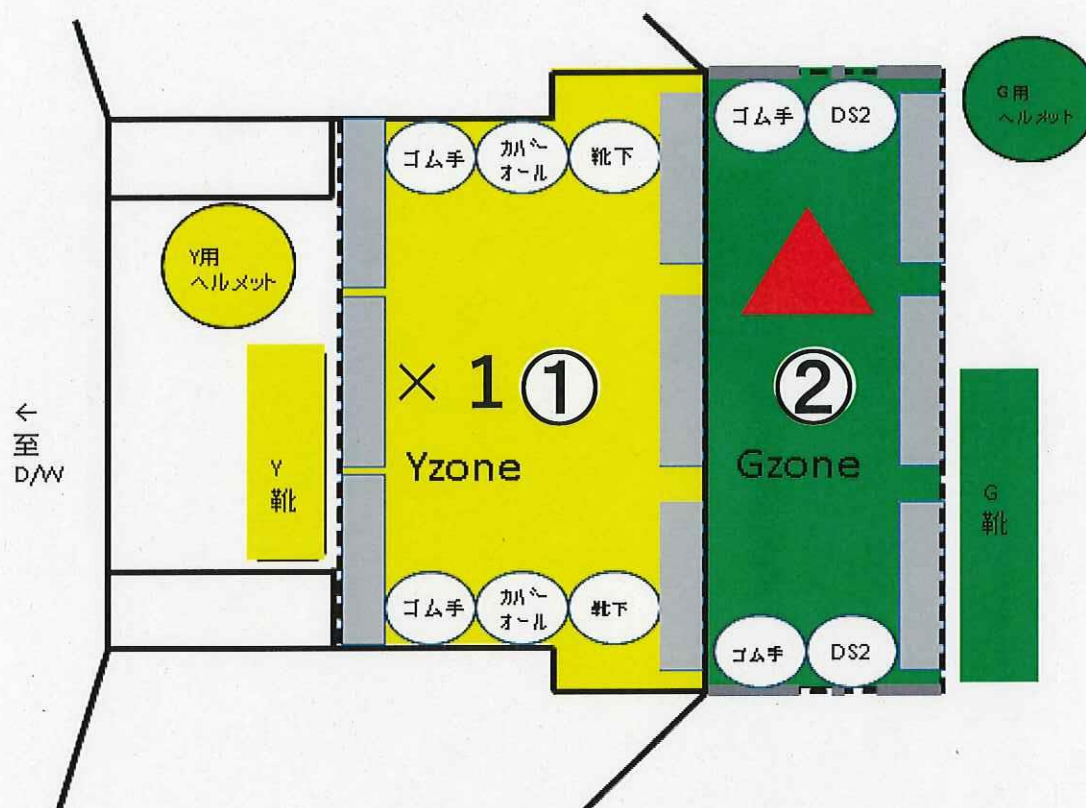 ゴム手
DS2
G用
ヘルメット
ゴム手
カバー
オール
靴下
Y用
ヘルメット
×1①
②
←
至
D/W
Yzone
Gzone
Y
靴
G
靴
ゴム手
カバー
オール
靴下
ゴム手
DS2